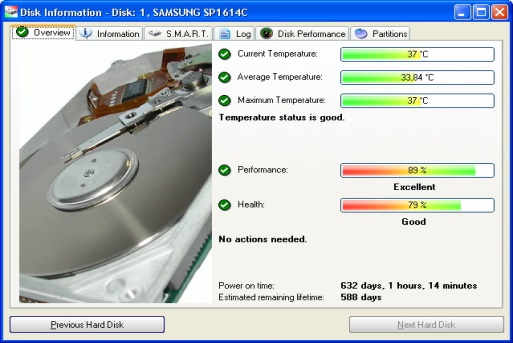 Disk Information - Disk: 1, SAMSUNG SP1614C
Overview Information S.M.A.R.T. Log Disk Performance Partitions
Current Temperature: 37 °C
Average Temperature: 33,84 °C
Maximum Temperature: 37 °C
Temperature status is good.
Performance: 89 %
Excellent
Health: 79 %
Good
No actions needed.
Power on time: 632 days, 1 hours, 14 minutes
Estimated remaining lifetime: 588 days
Previous Hard Disk Next Hard Disk